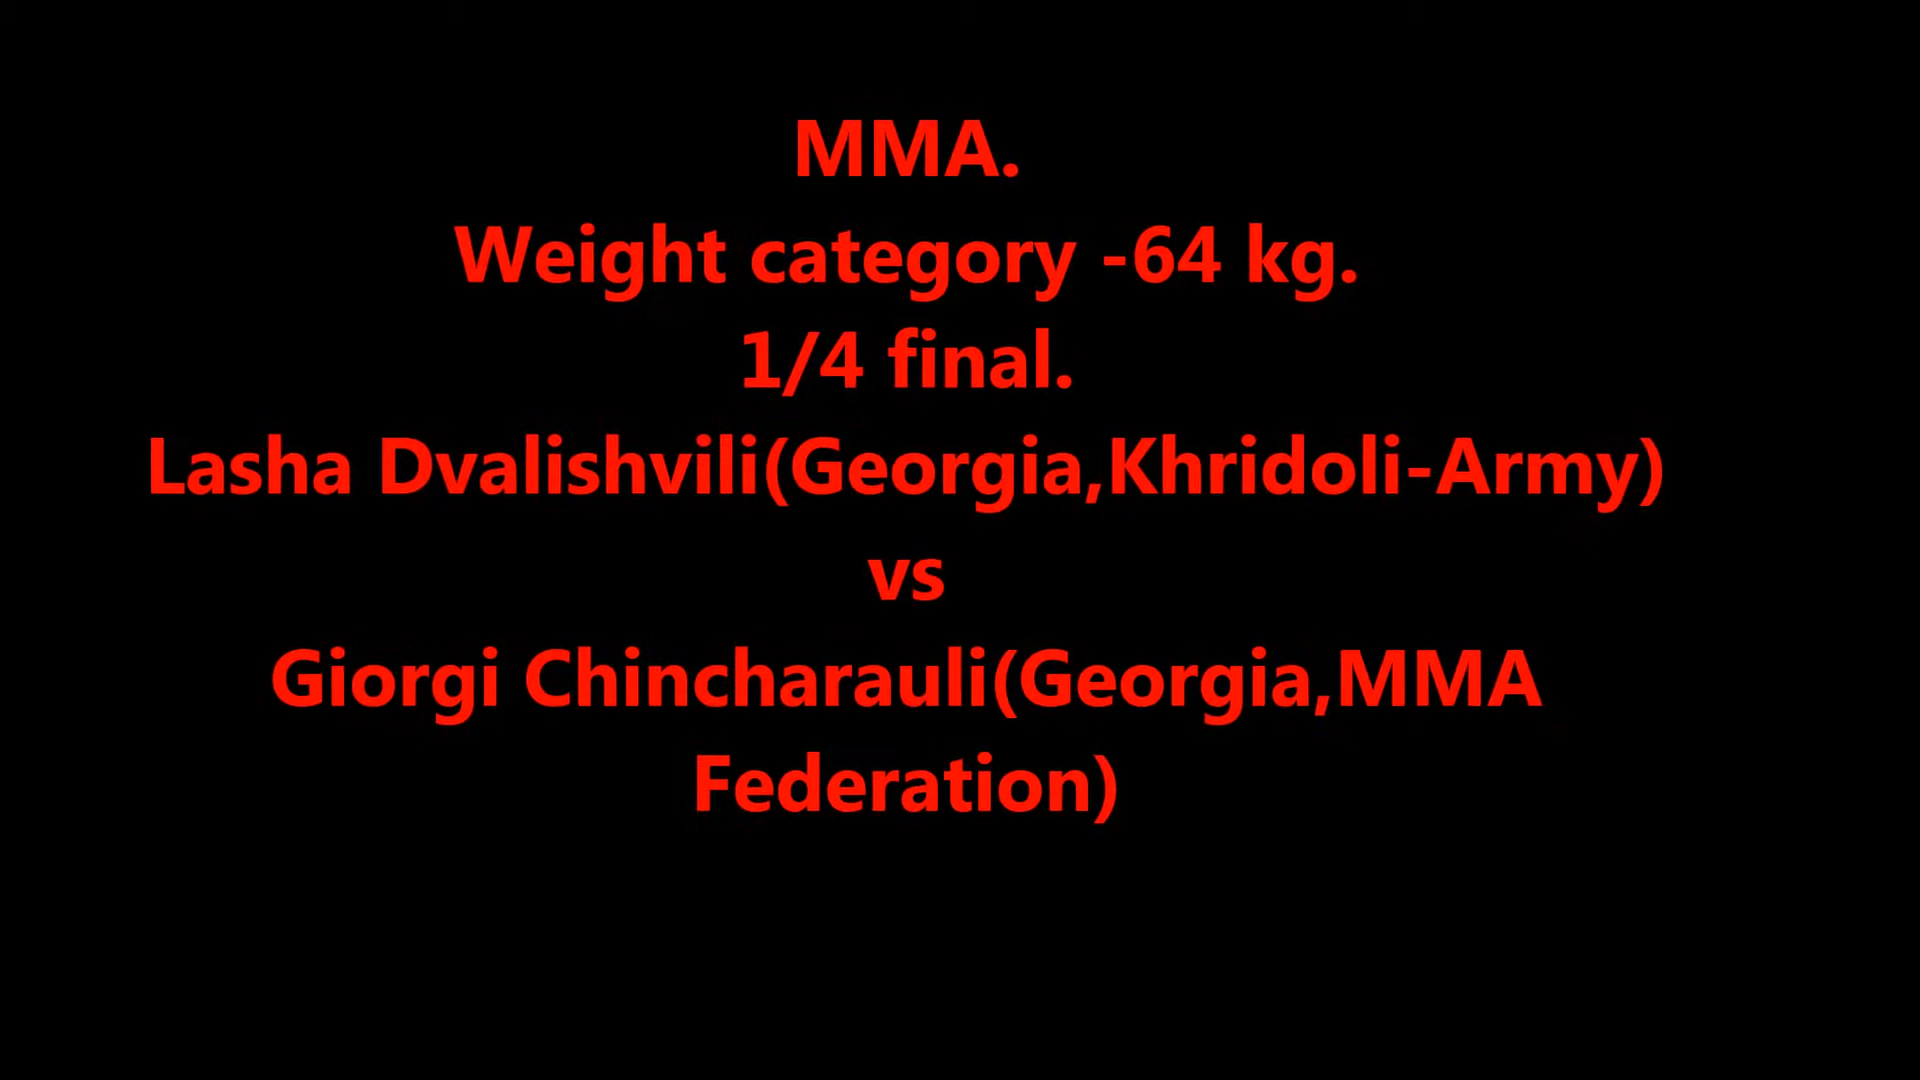 MMA.
Weight category -64 kg.
1/4 final.
Lasha Dvalishvili(Georgia,Khridoli-Army)
vs
Giorgi Chincharauli(Georgia,MMA
Federation)